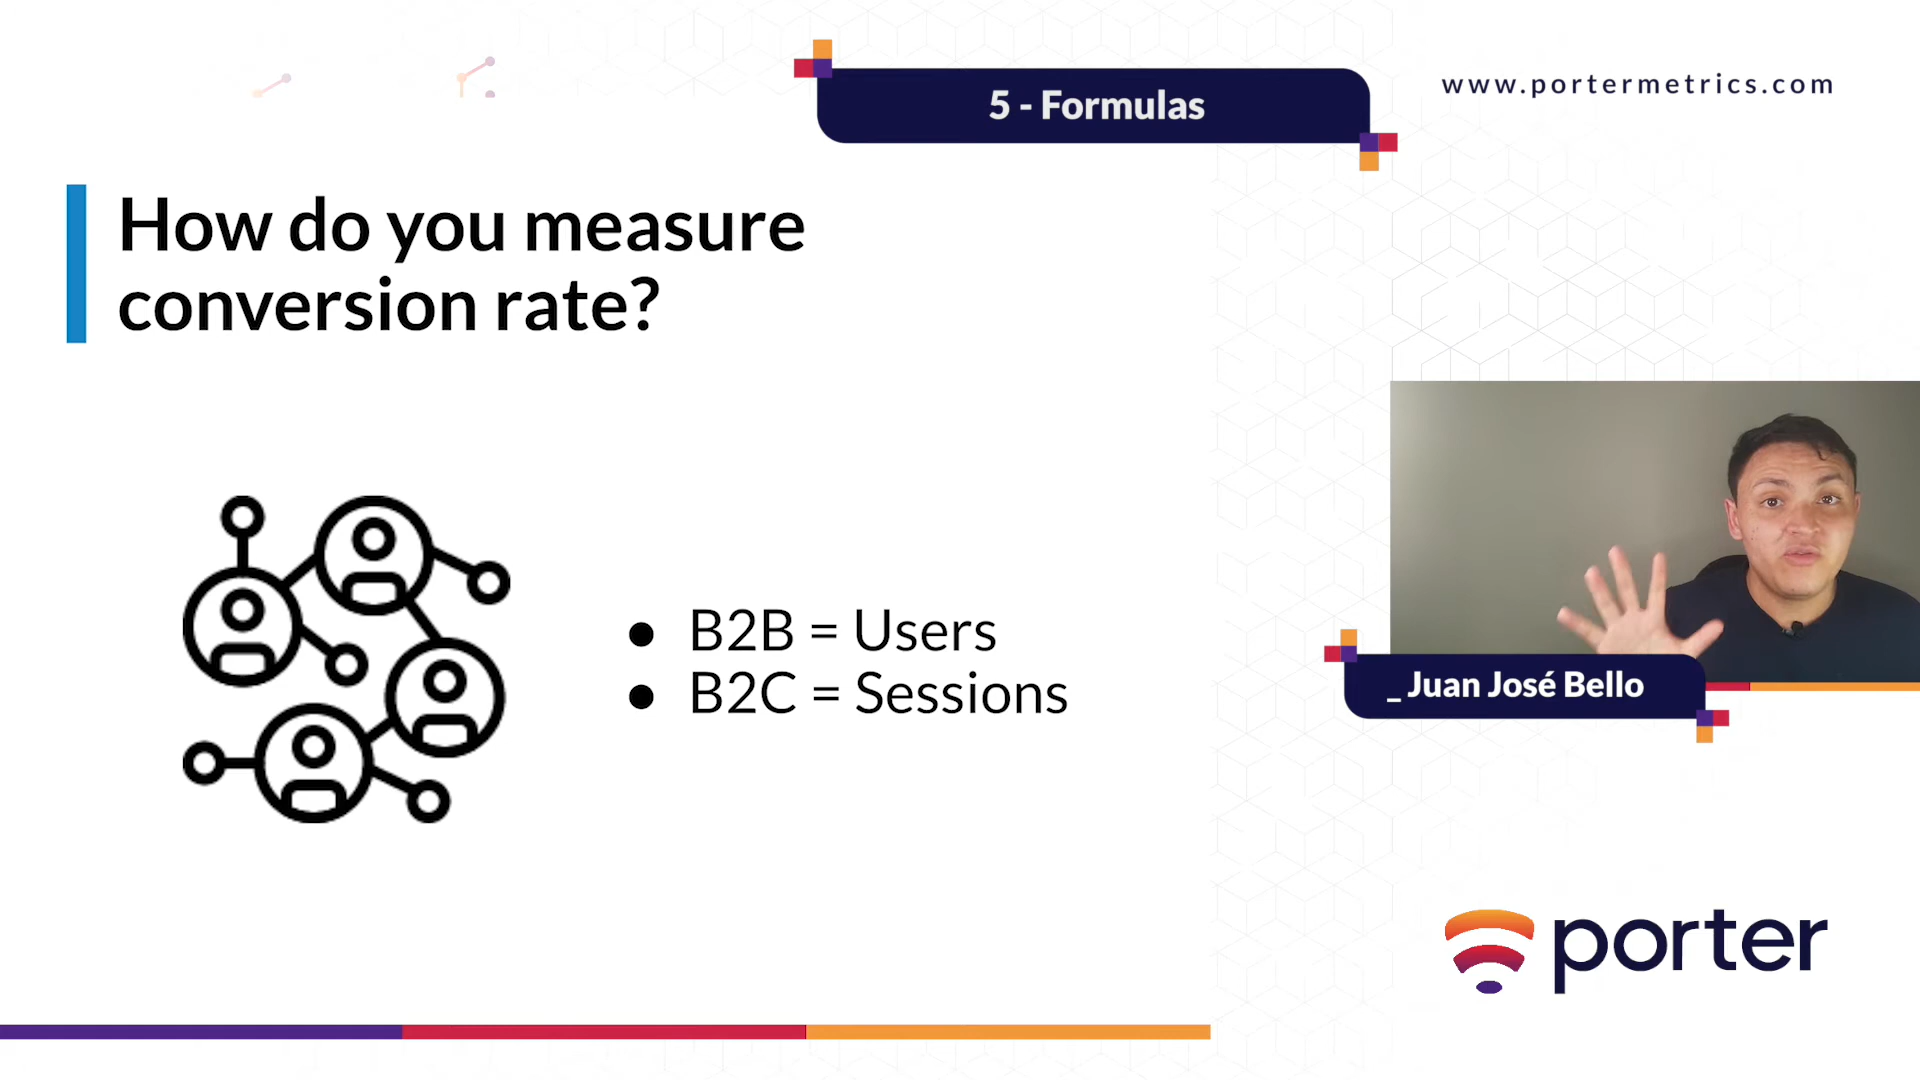 5 - Formulas
www.portermetrics.com
How do you measure
conversion rate?
● B2B = Users
● B2C = Sessions
_ Juan José Bello
porter